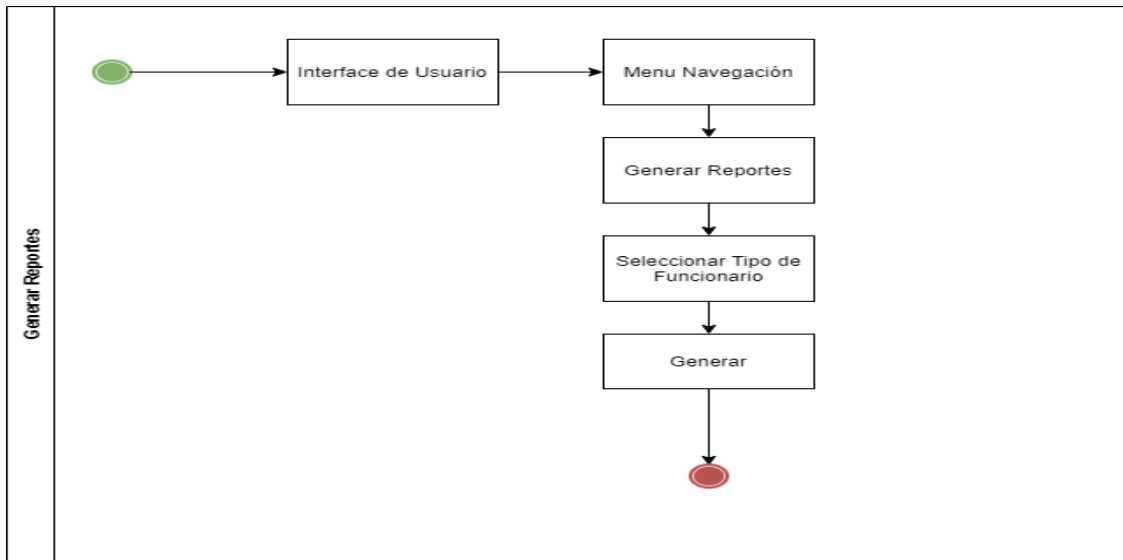 Generar Reportes
Interface de Usuario
Menu Navegación
Generar Reportes
Seleccionar Tipo de
Funcionario
Generar